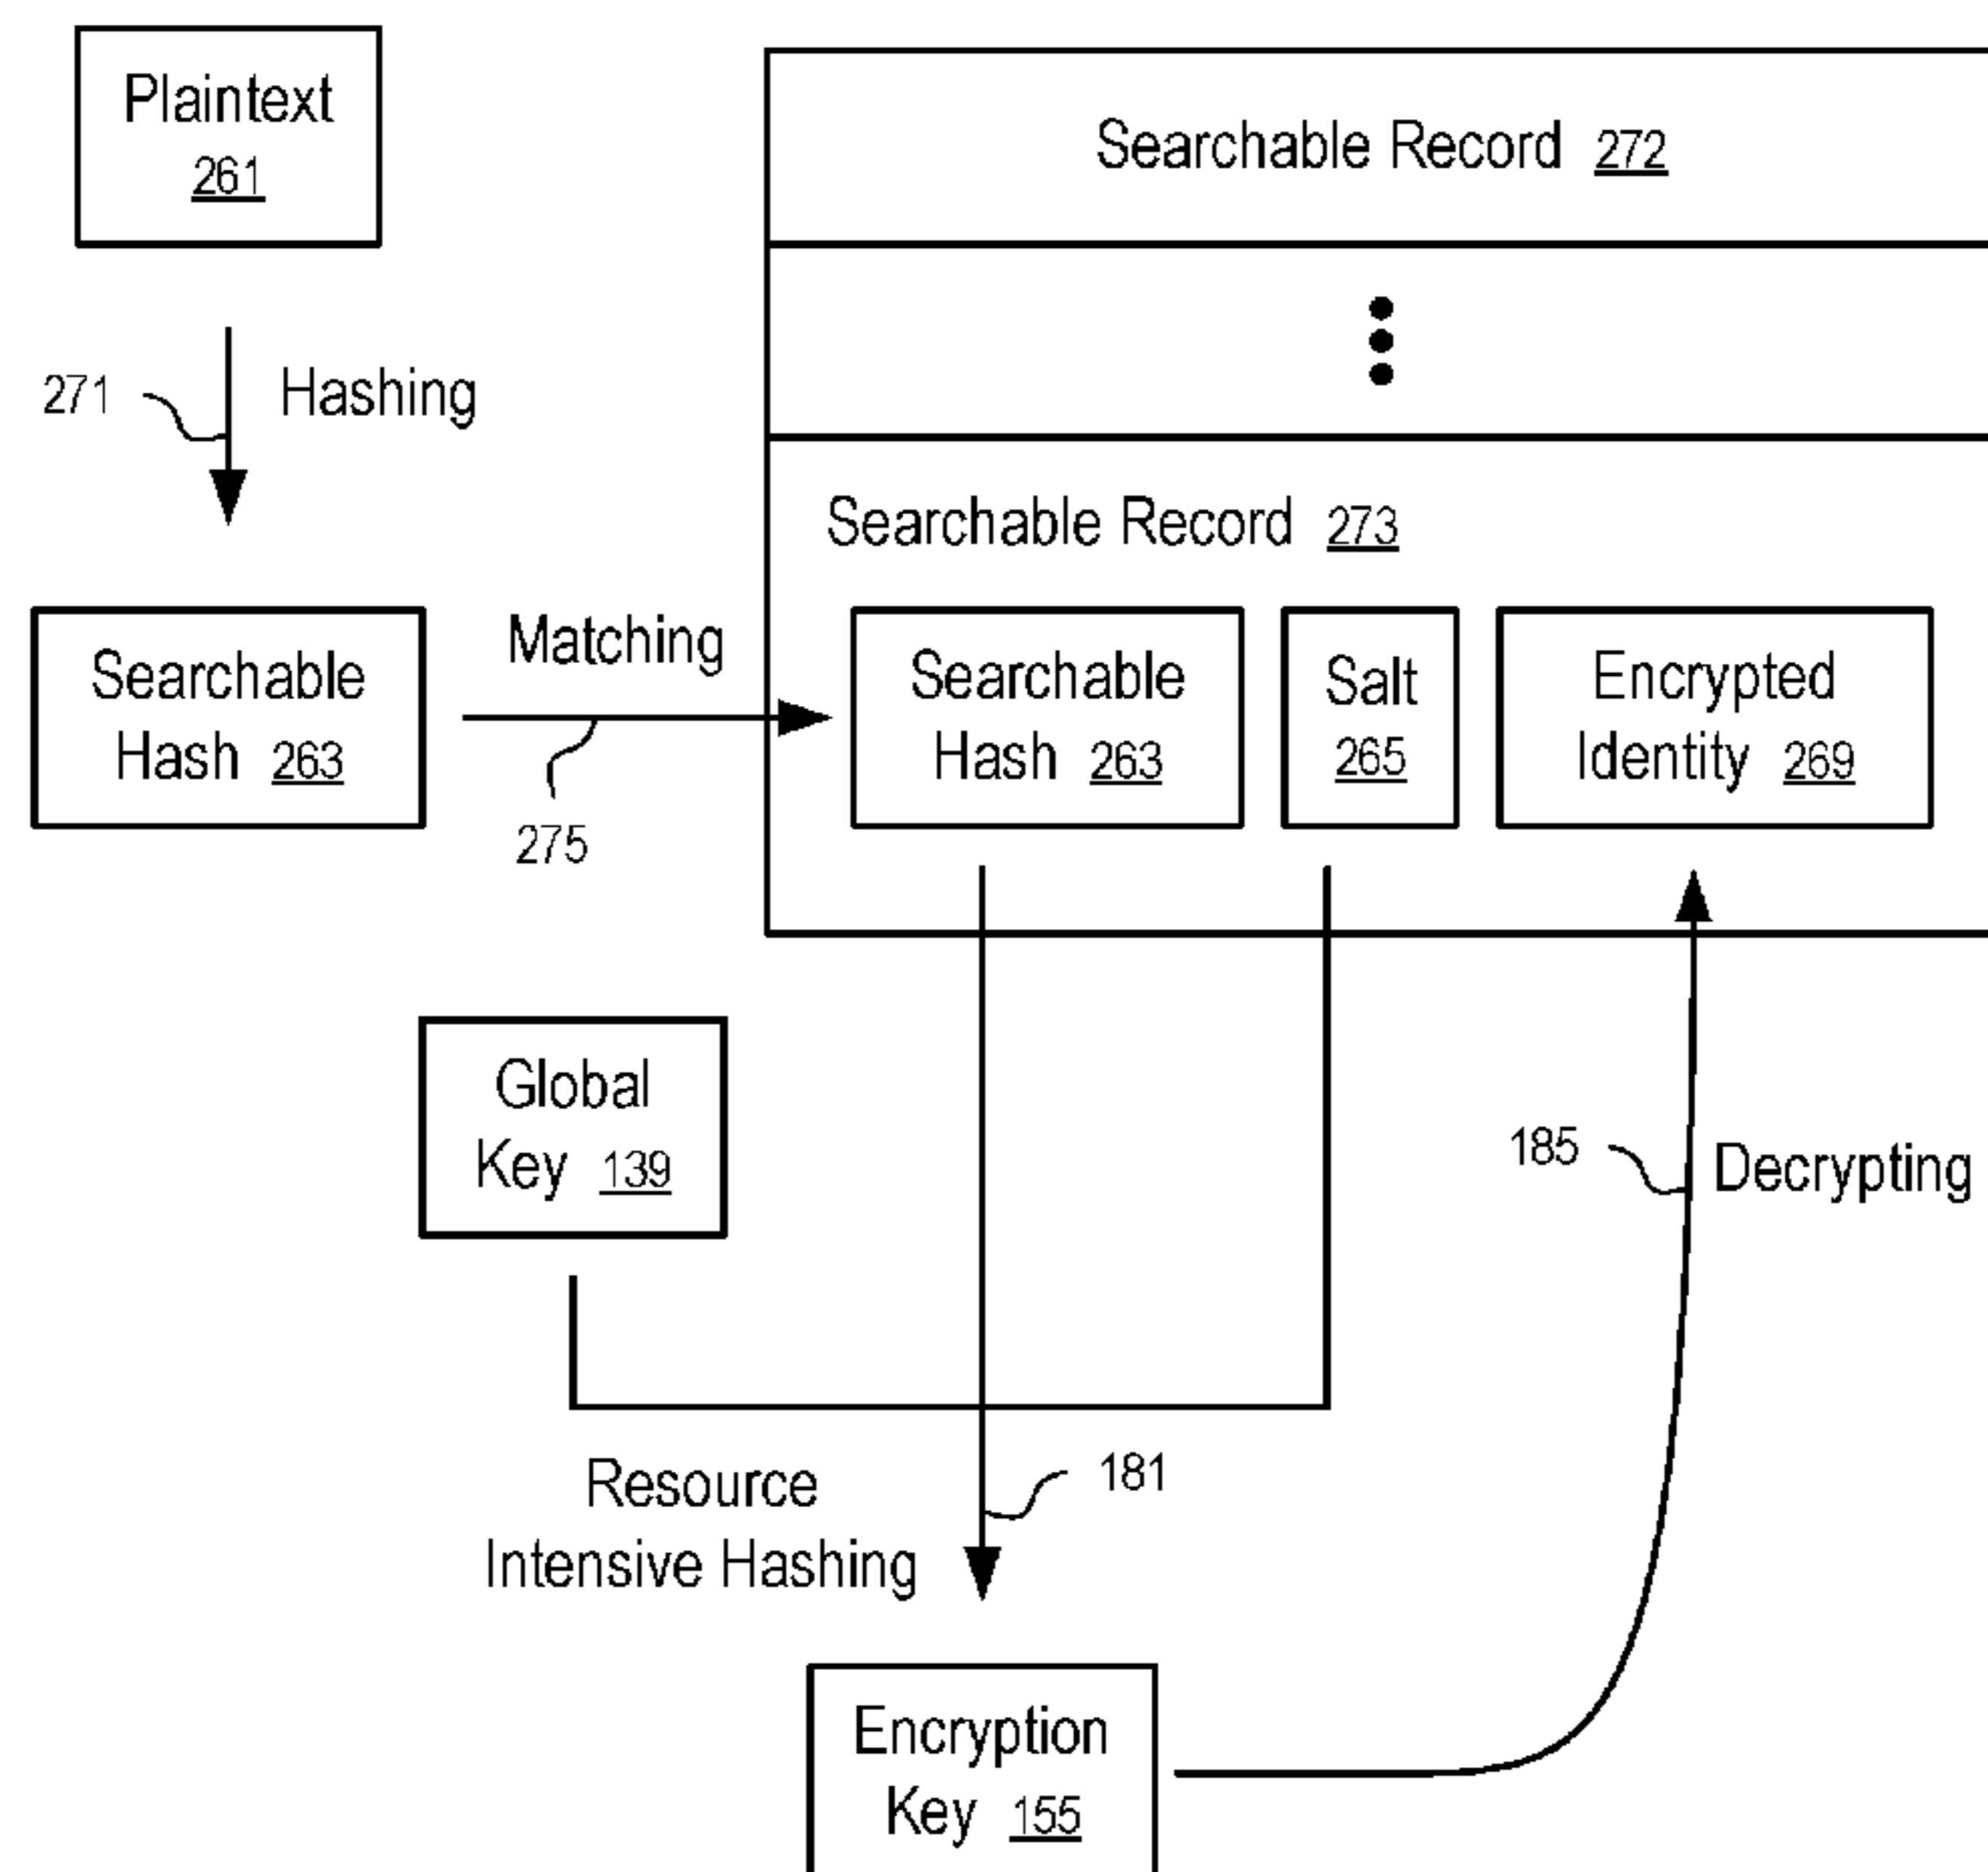 Plaintext
261
Searchable Record 272
271
Hashing
Searchable Record 273
Searchable
Hash 263
Matching
275
Searchable
Hash 263
Salt
265
Encrypted
Identity 269
Global
Key 139
185
Decrypting
Resource
Intensive Hashing
181
Encryption
Key 155